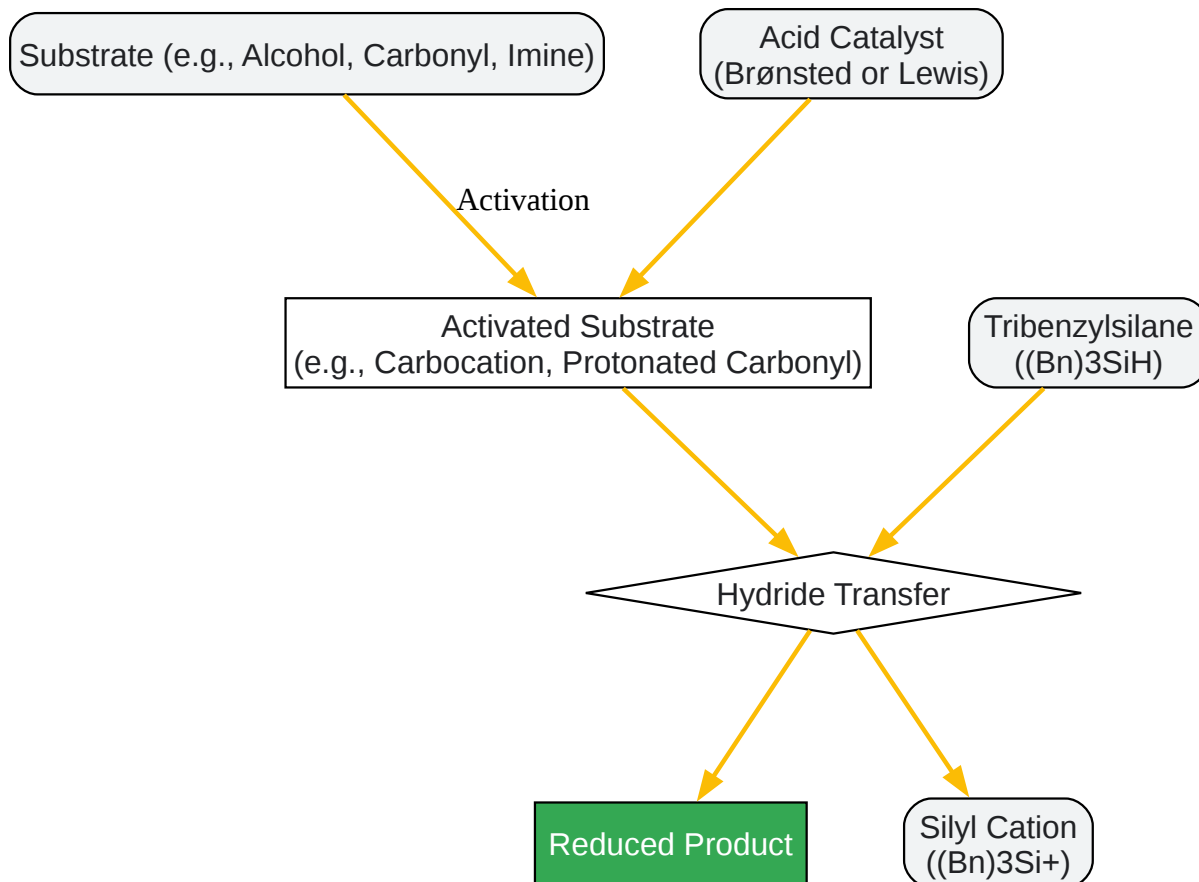 Substrate (e.g., Alcohol, Carbonyl, Imine)
Acid Catalyst
(Brønsted or Lewis)
Activation
Activated Substrate
(e.g., Carbocation, Protonated Carbonyl)
Tribenzylsilane
((Bn)3SiH)
Hydride Transfer
Reduced Product
Silyl Cation
((Bn)3Si+)